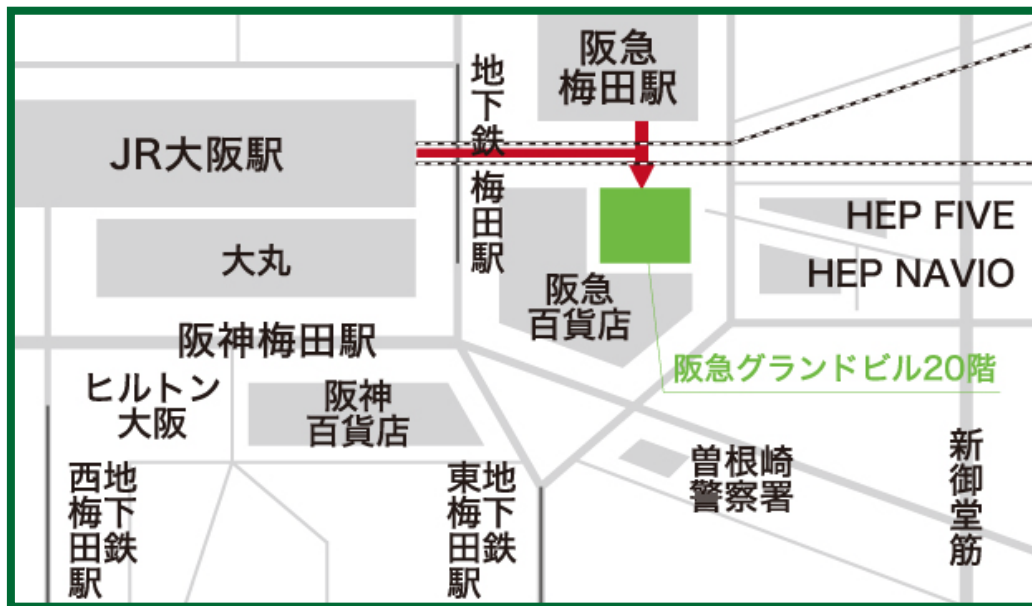 阪急
梅田駅
地下鉄 梅田駅
JR大阪駅
HEP FIVE
大丸
HEP NAVIO
阪急
百貨店
阪神梅田駅
阪急グランドビル20階
ヒルトン
大阪
阪神
百貨店
曽根崎
警察署
新御堂筋
地下鉄
西梅田駅
地下鉄
東梅田駅